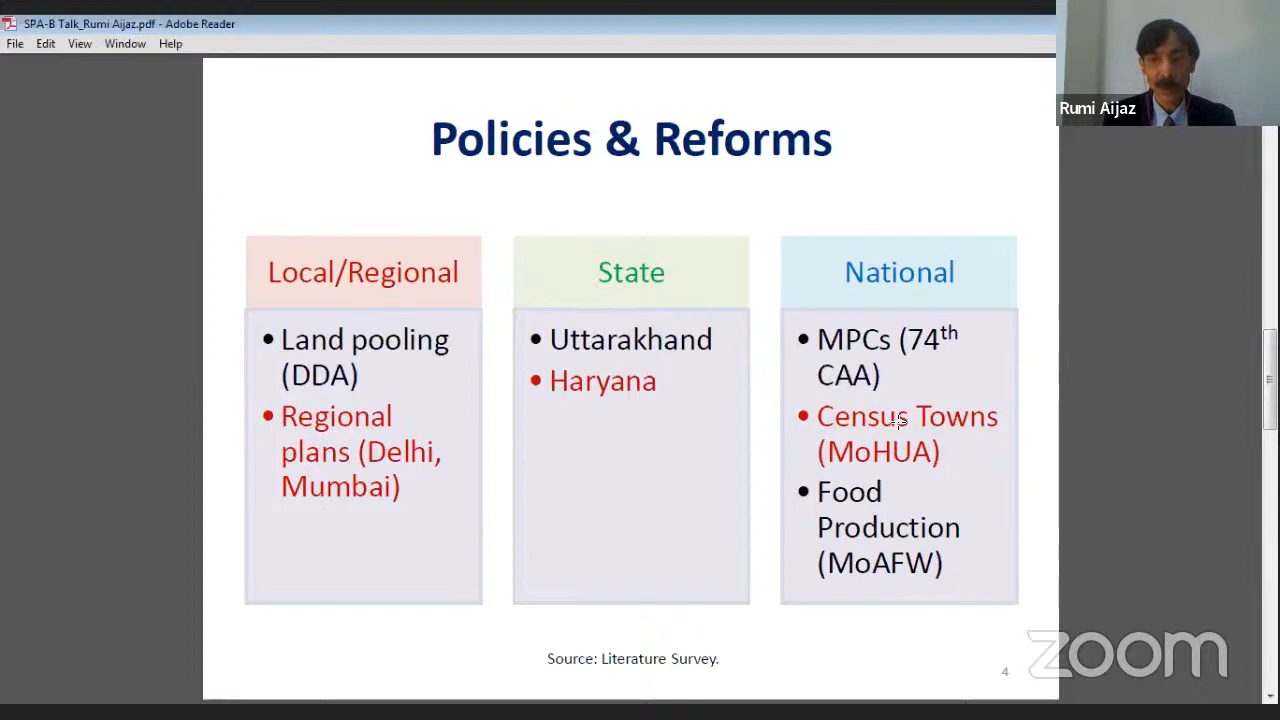 SPA-B Talk_Rumi Aijaz.pdf - Adobe Reader
File Edit View Window Help
Rumi Aijaz
Policies & Reforms
Local/Regional
• Land pooling
(DDA)
• Regional
plans (Delhi,
Mumbai)
State
• Uttarakhand
• Haryana
National
• MPCs (74th
CAA)
• Census Towns
(MoHUA)
• Food
Production
(MoAFW)
Source: Literature Survey.
4
zoom